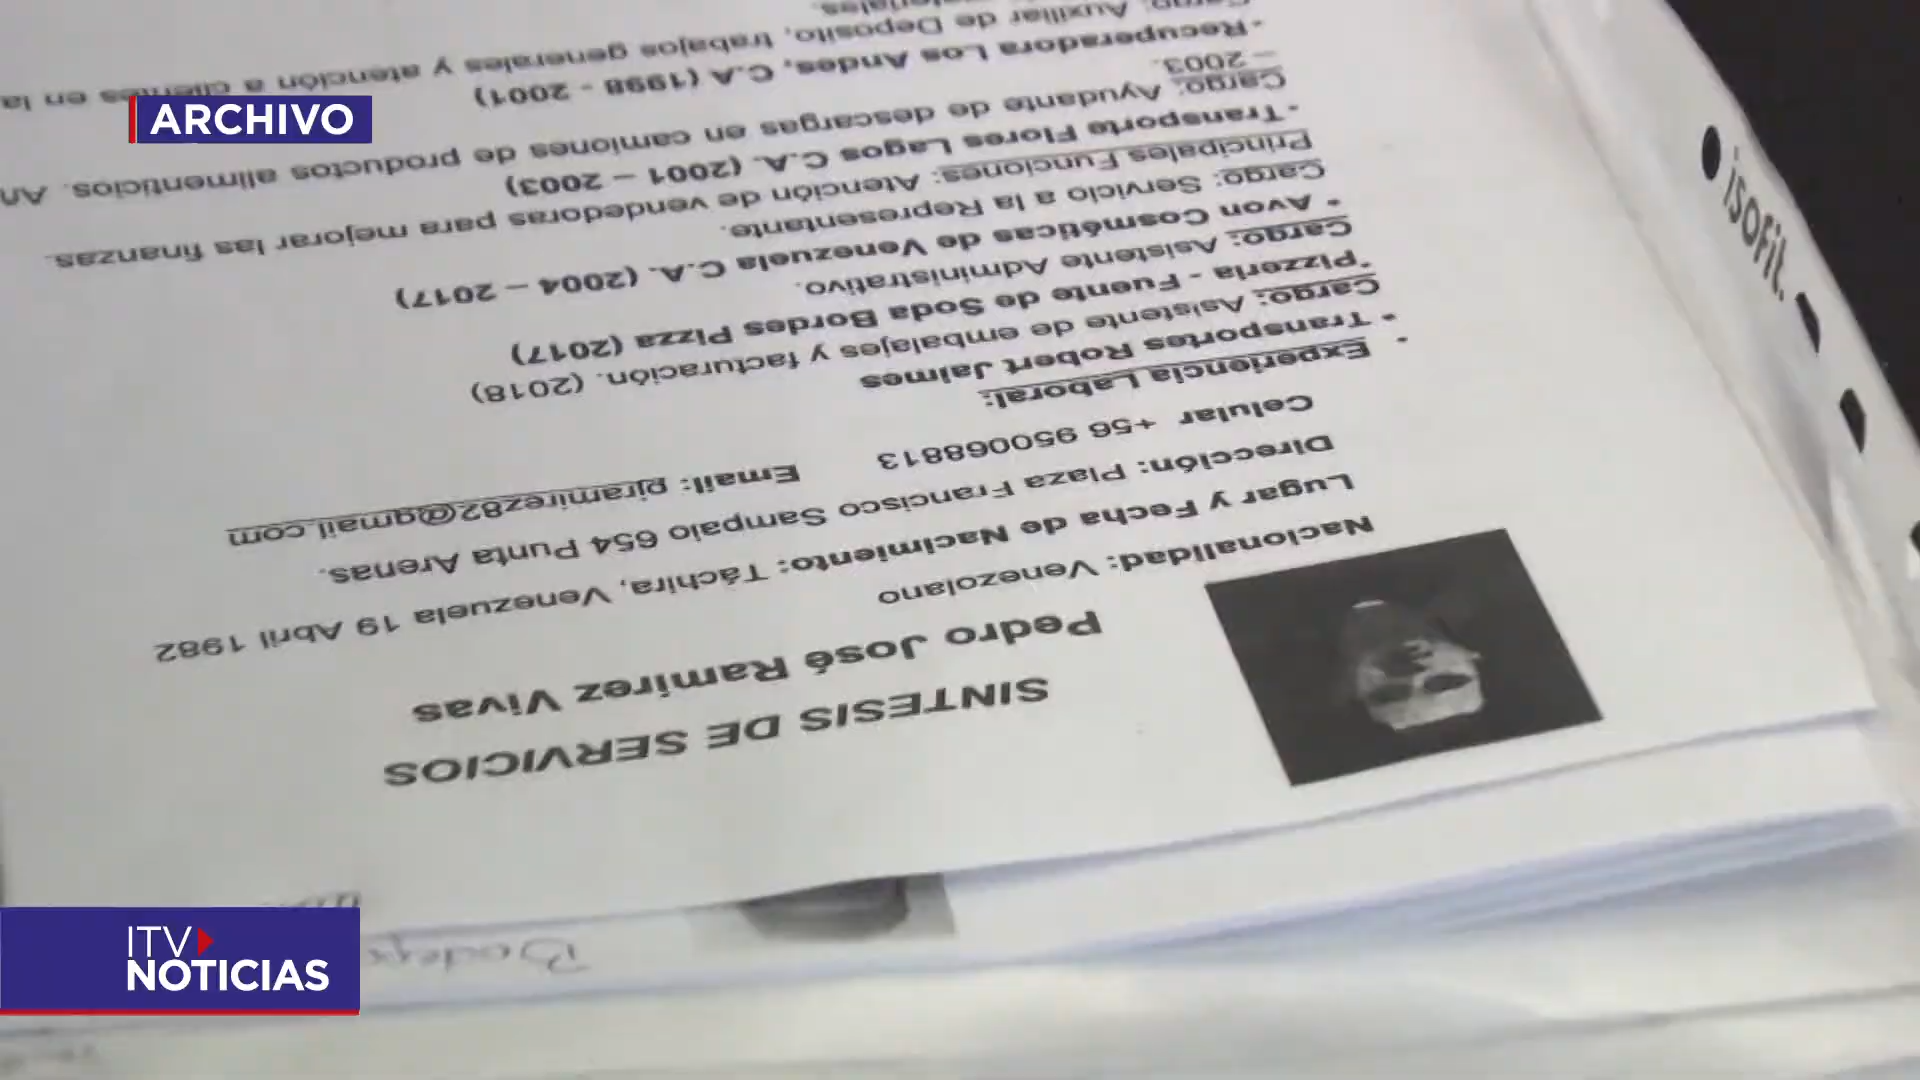 ARCHIVO
SINTESIS DE SERVICIOS
Pedro José Ramírez Vivas
Nacionalidad: Venezolano
Lugar y Fecha de Nacimiento: Táchira, Venezuela 19 Abril 1982
Dirección: Plaza Francisco Sampaio 654 Punta Arenas.
Celular +56 950068813 Email: pjramirez82@gmail.com
Experiencia Laboral:
• Transportes Robert Jaimes
Cargo: Asistente de embalajes y facturación. (2018)
*Pizzería - Fuente de Soda Bordes Pizza (2017)
Cargo: Asistente Administrativo.
• Avon Cosméticas de Venezuela C.A. (2004 – 2017)
Cargo: Servicio a la Representante.
Principales Funciones: Atención de vendedoras para mejorar las finanzas.
-Transporte Flores Lagos C.A. (2001 – 2003)
Cargo: Ayudante de descargas en camiones de productos alimenticios.
– 2003.
-Recuperadora Los Andes, C.A (1998 - 2001)
Cargo: Auxiliar de Deposito, trabajos generales y atención a clientes en la
isofit.
Bodega
ITV
NOTICIAS